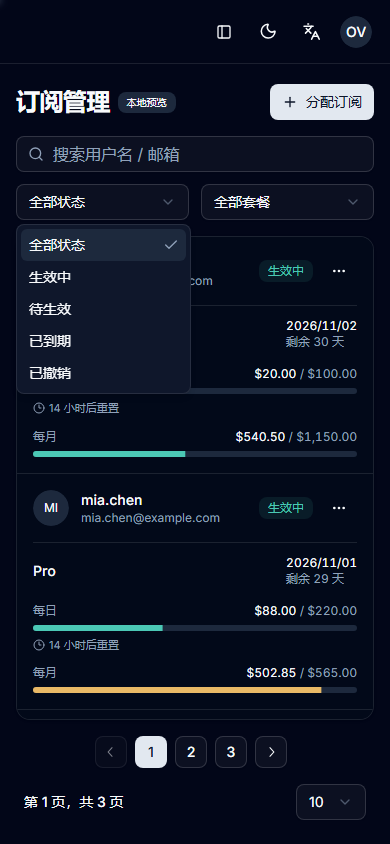 OV
订阅管理 本地预览
分配订阅
搜索用户名 / 邮箱
全部状态 全部套餐
全部状态
生效中
待生效
已到期
已撤销
生效中
com
2026/11/02
剩余 30 天
$20.00 / $100.00
14 小时后重置
每月 $540.50 / $1,150.00
MI mia.chen 生效中
mia.chen@example.com
Pro 2026/11/01
剩余 29 天
每日 $88.00 / $220.00
14 小时后重置
每月 $502.85 / $565.00
1 2 3
第 1 页，共 3 页 10